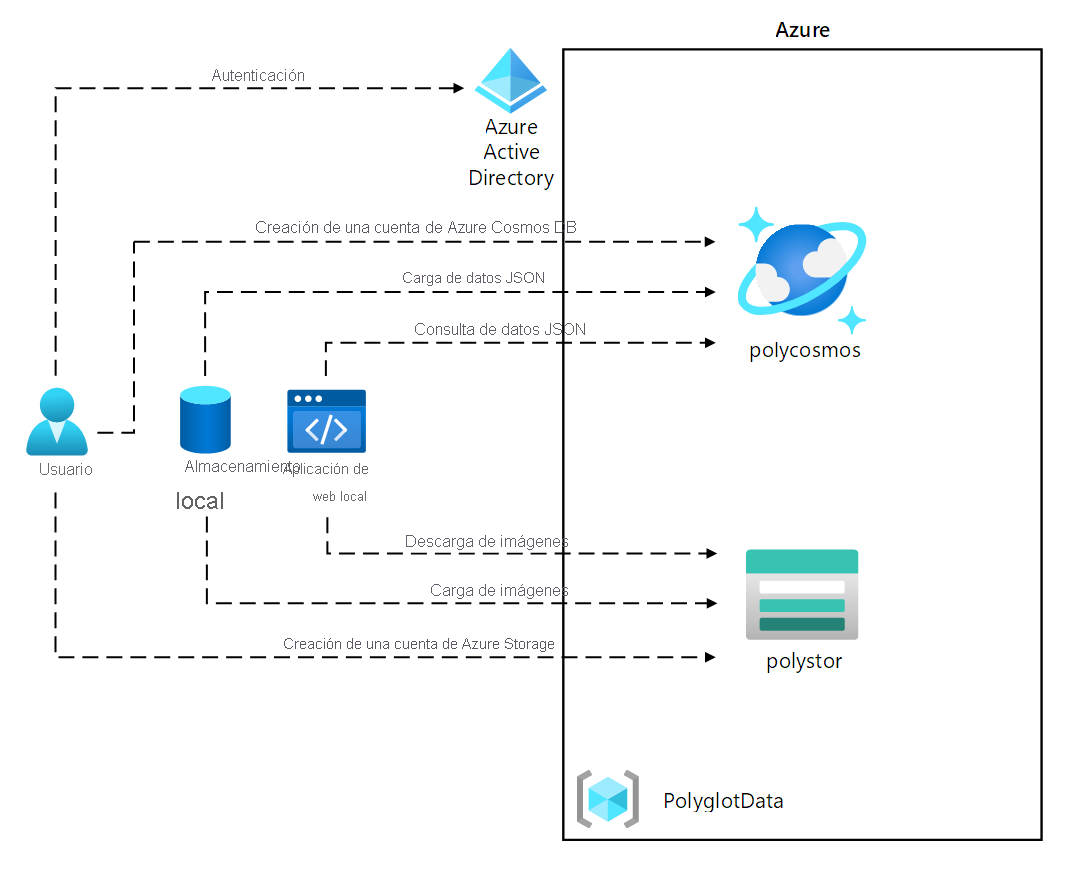 Azure
Autenticación
Azure
Active
Directory
Creación de una cuenta de Azure Cosmos DB
Carga de datos JSON
Consulta de datos JSON
polycosmos
Usuario
Almacenamiento
local
Aplicación de
web local
Descarga de imágenes
Carga de imágenes
Creación de una cuenta de Azure Storage
polystor
PolyglotData